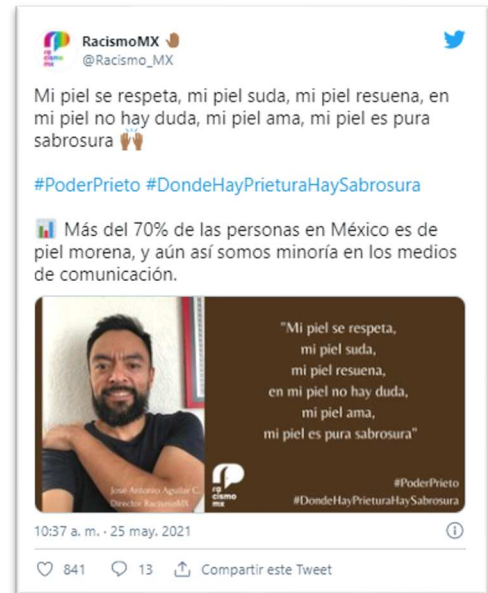 RacismoMX 🤚🏽
@Racismo_MX
Mi piel se respeta, mi piel suda, mi piel resuena, en
mi piel no hay duda, mi piel ama, mi piel es pura
sabrosura 🙌🏽
#PoderPrieto #DondeHayPrieturaHaySabrosura
📊 Más del 70% de las personas en México es de
piel morena, y aún así somos minoría en los medios
de comunicación.
"Mi piel se respeta,
mi piel suda,
mi piel resuena,
en mi piel no hay duda,
mi piel ama,
mi piel es pura sabrosura"
José Antonio Aguilar C.
Director RacismoMX
ra
cismo
mx
#PoderPrieto
#DondeHayPrieturaHaySabrosura
10:37 a. m. · 25 may. 2021
841 13 Compartir este Tweet